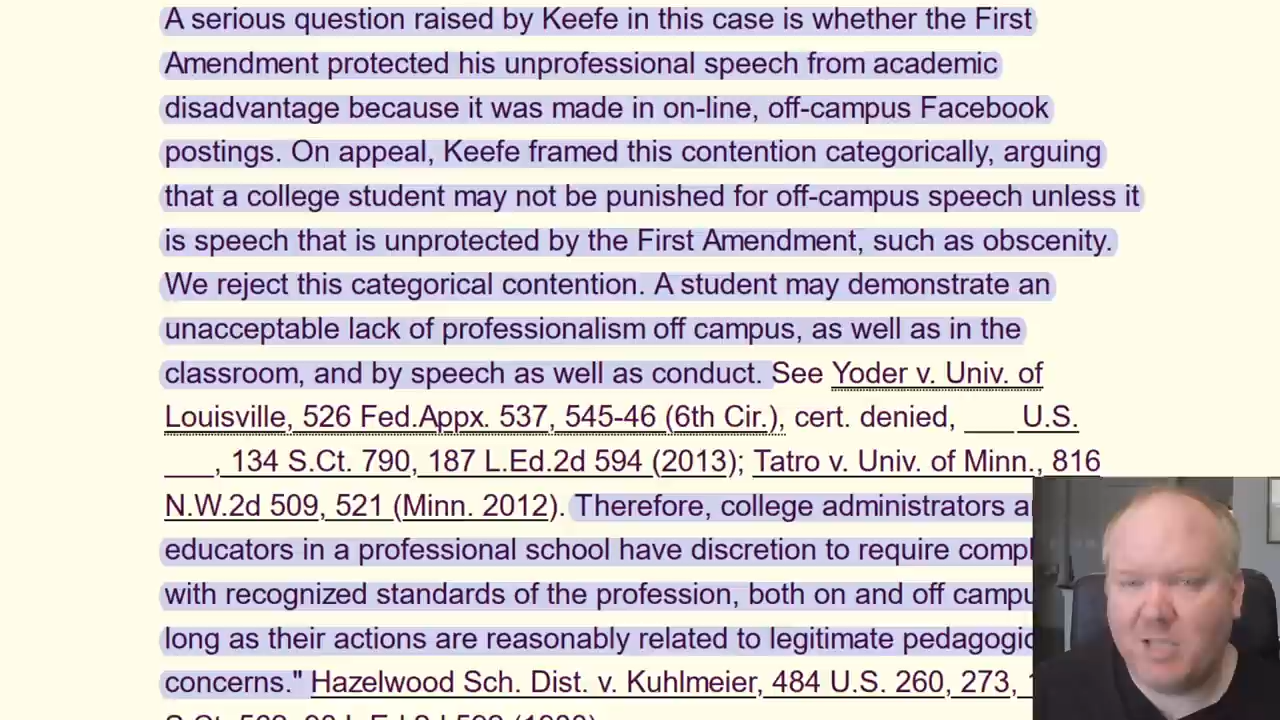 A serious question raised by Keefe in this case is whether the First
Amendment protected his unprofessional speech from academic
disadvantage because it was made in on-line, off-campus Facebook
postings. On appeal, Keefe framed this contention categorically, arguing
that a college student may not be punished for off-campus speech unless it
is speech that is unprotected by the First Amendment, such as obscenity.
We reject this categorical contention. A student may demonstrate an
unacceptable lack of professionalism off campus, as well as in the
classroom, and by speech as well as conduct. See Yoder v. Univ. of
Louisville, 526 Fed.Appx. 537, 545-46 (6th Cir.), cert. denied, ___ U.S.
___, 134 S.Ct. 790, 187 L.Ed.2d 594 (2013); Tatro v. Univ. of Minn., 816
N.W.2d 509, 521 (Minn. 2012). Therefore, college administrators
educators in a professional school have discretion to require
with recognized standards of the profession, both on and off
long as their actions are reasonably related to legitimate
concerns." Hazelwood Sch. Dist. v. Kuhlmeier, 484 U.S. 260, 273,